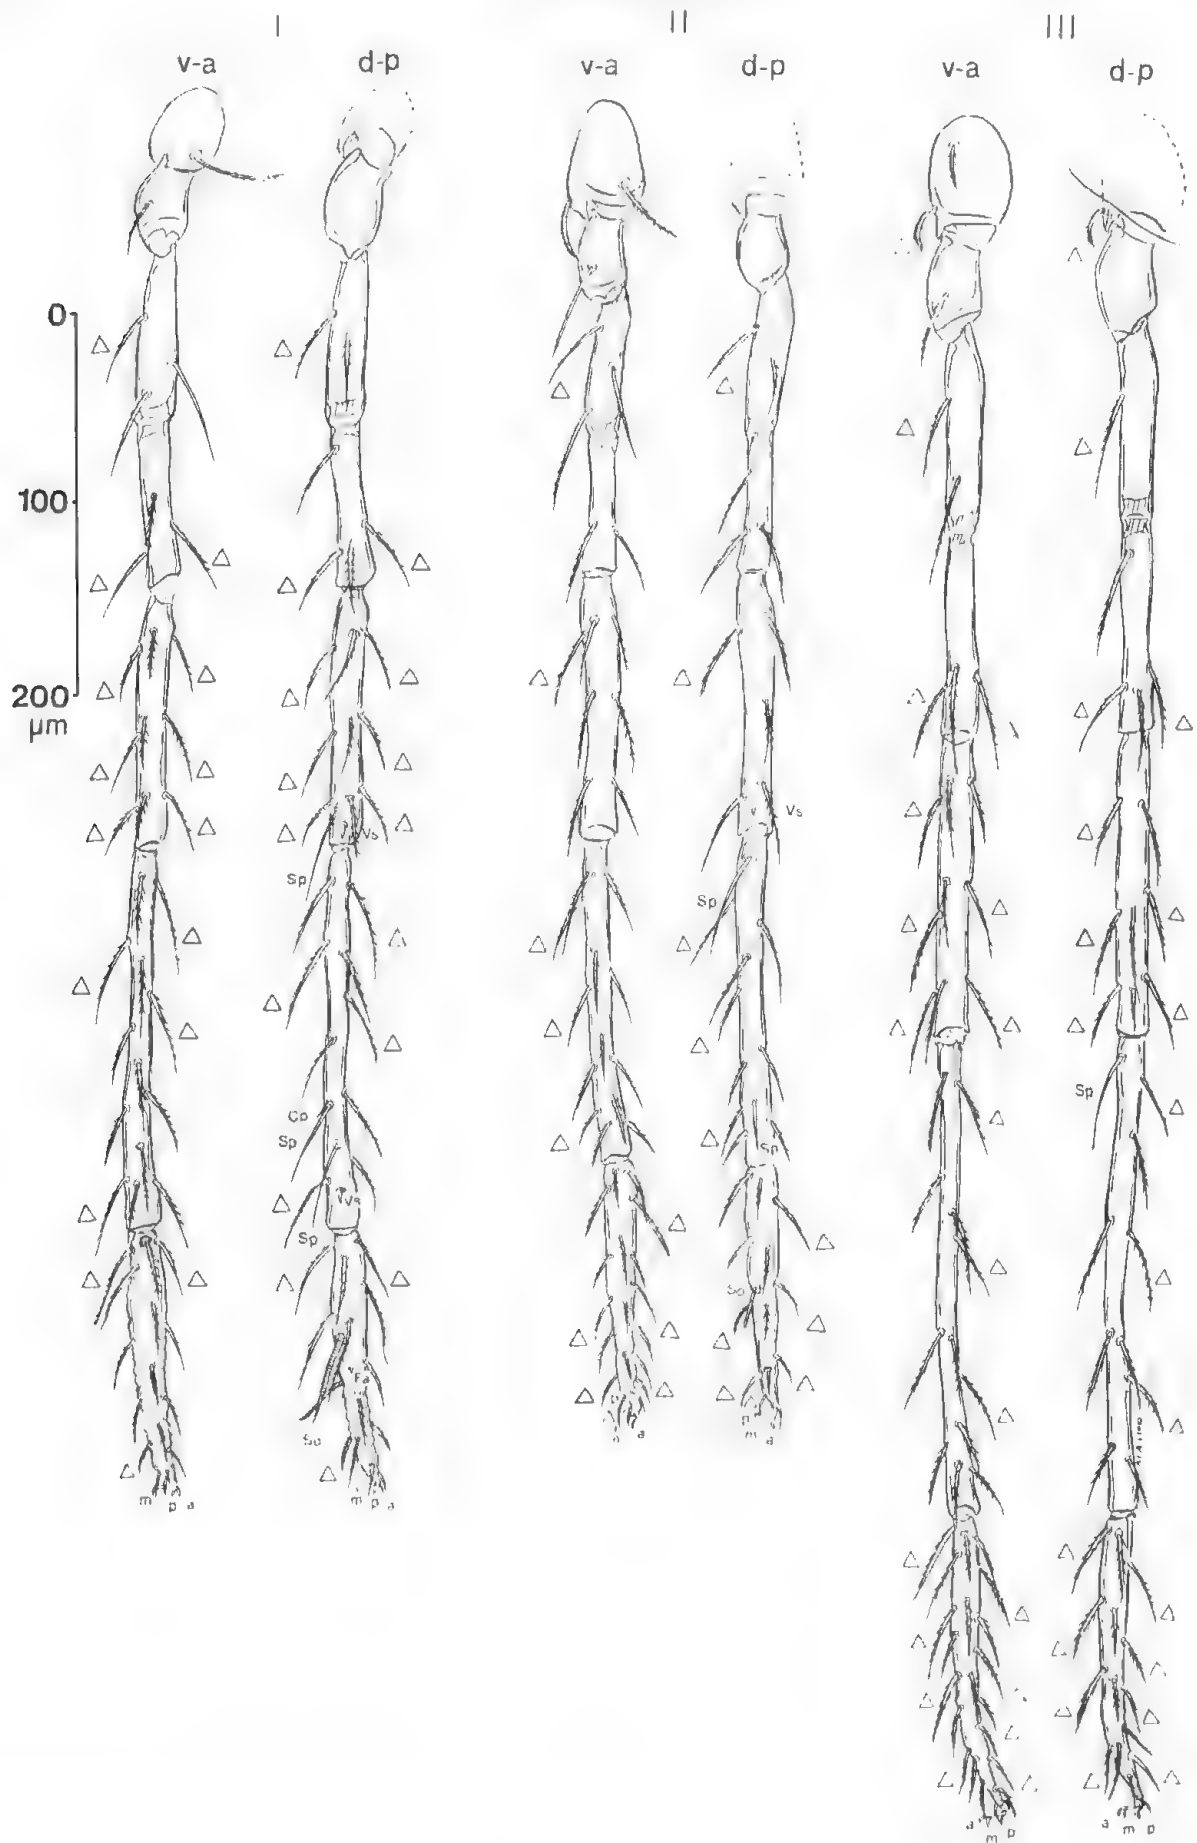 I II III
v-a d-p v-a d-p v-a d-p
0
100
200
µm
Vs Vs
Sp
Sp
Sp
Co
Sp
Sp
Vs
Sp
So
Fa
So
m p a m p a
a
p m a
a m p a m p